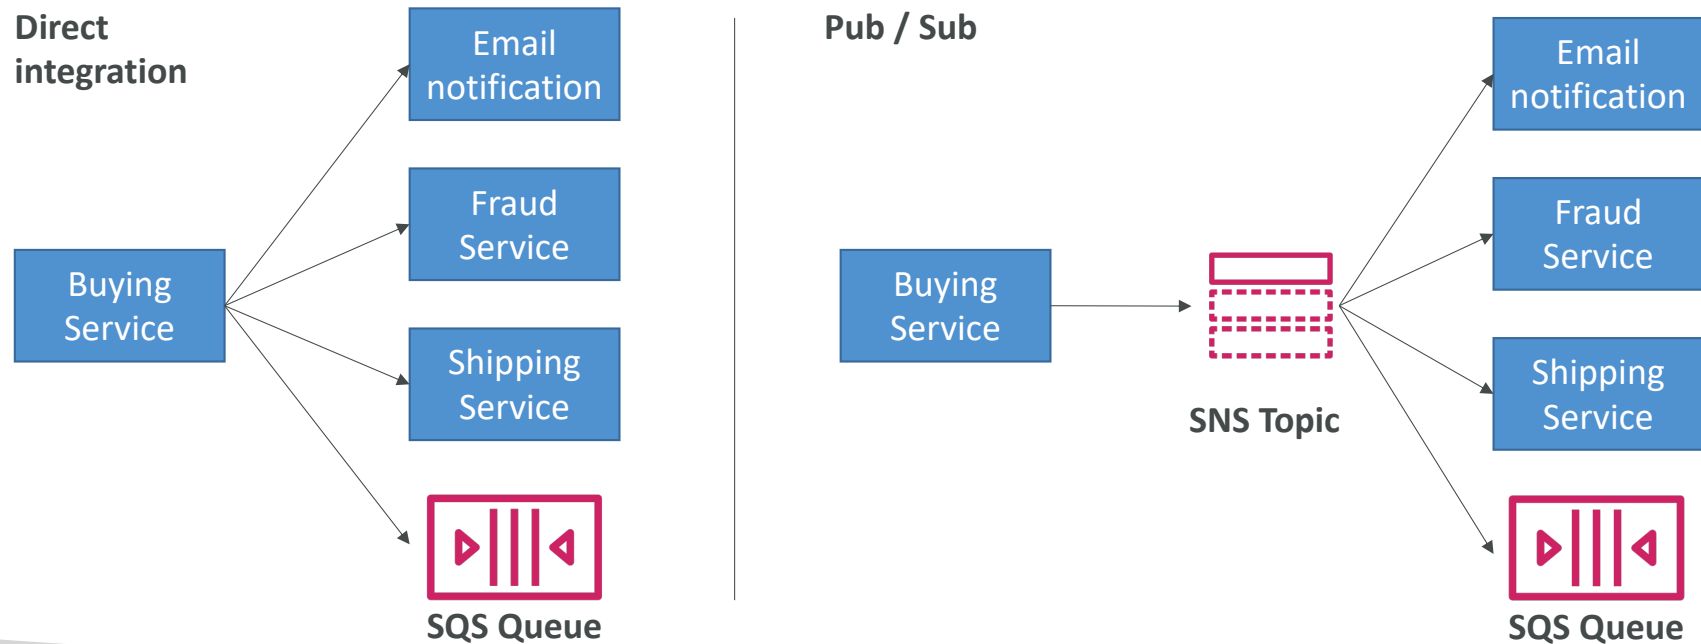 Direct
integration
Email
notification
Fraud
Service
Buying
Service
Shipping
Service
SQS Queue
Pub / Sub
Email
notification
Fraud
Service
Buying
Service
SNS Topic
Shipping
Service
SQS Queue